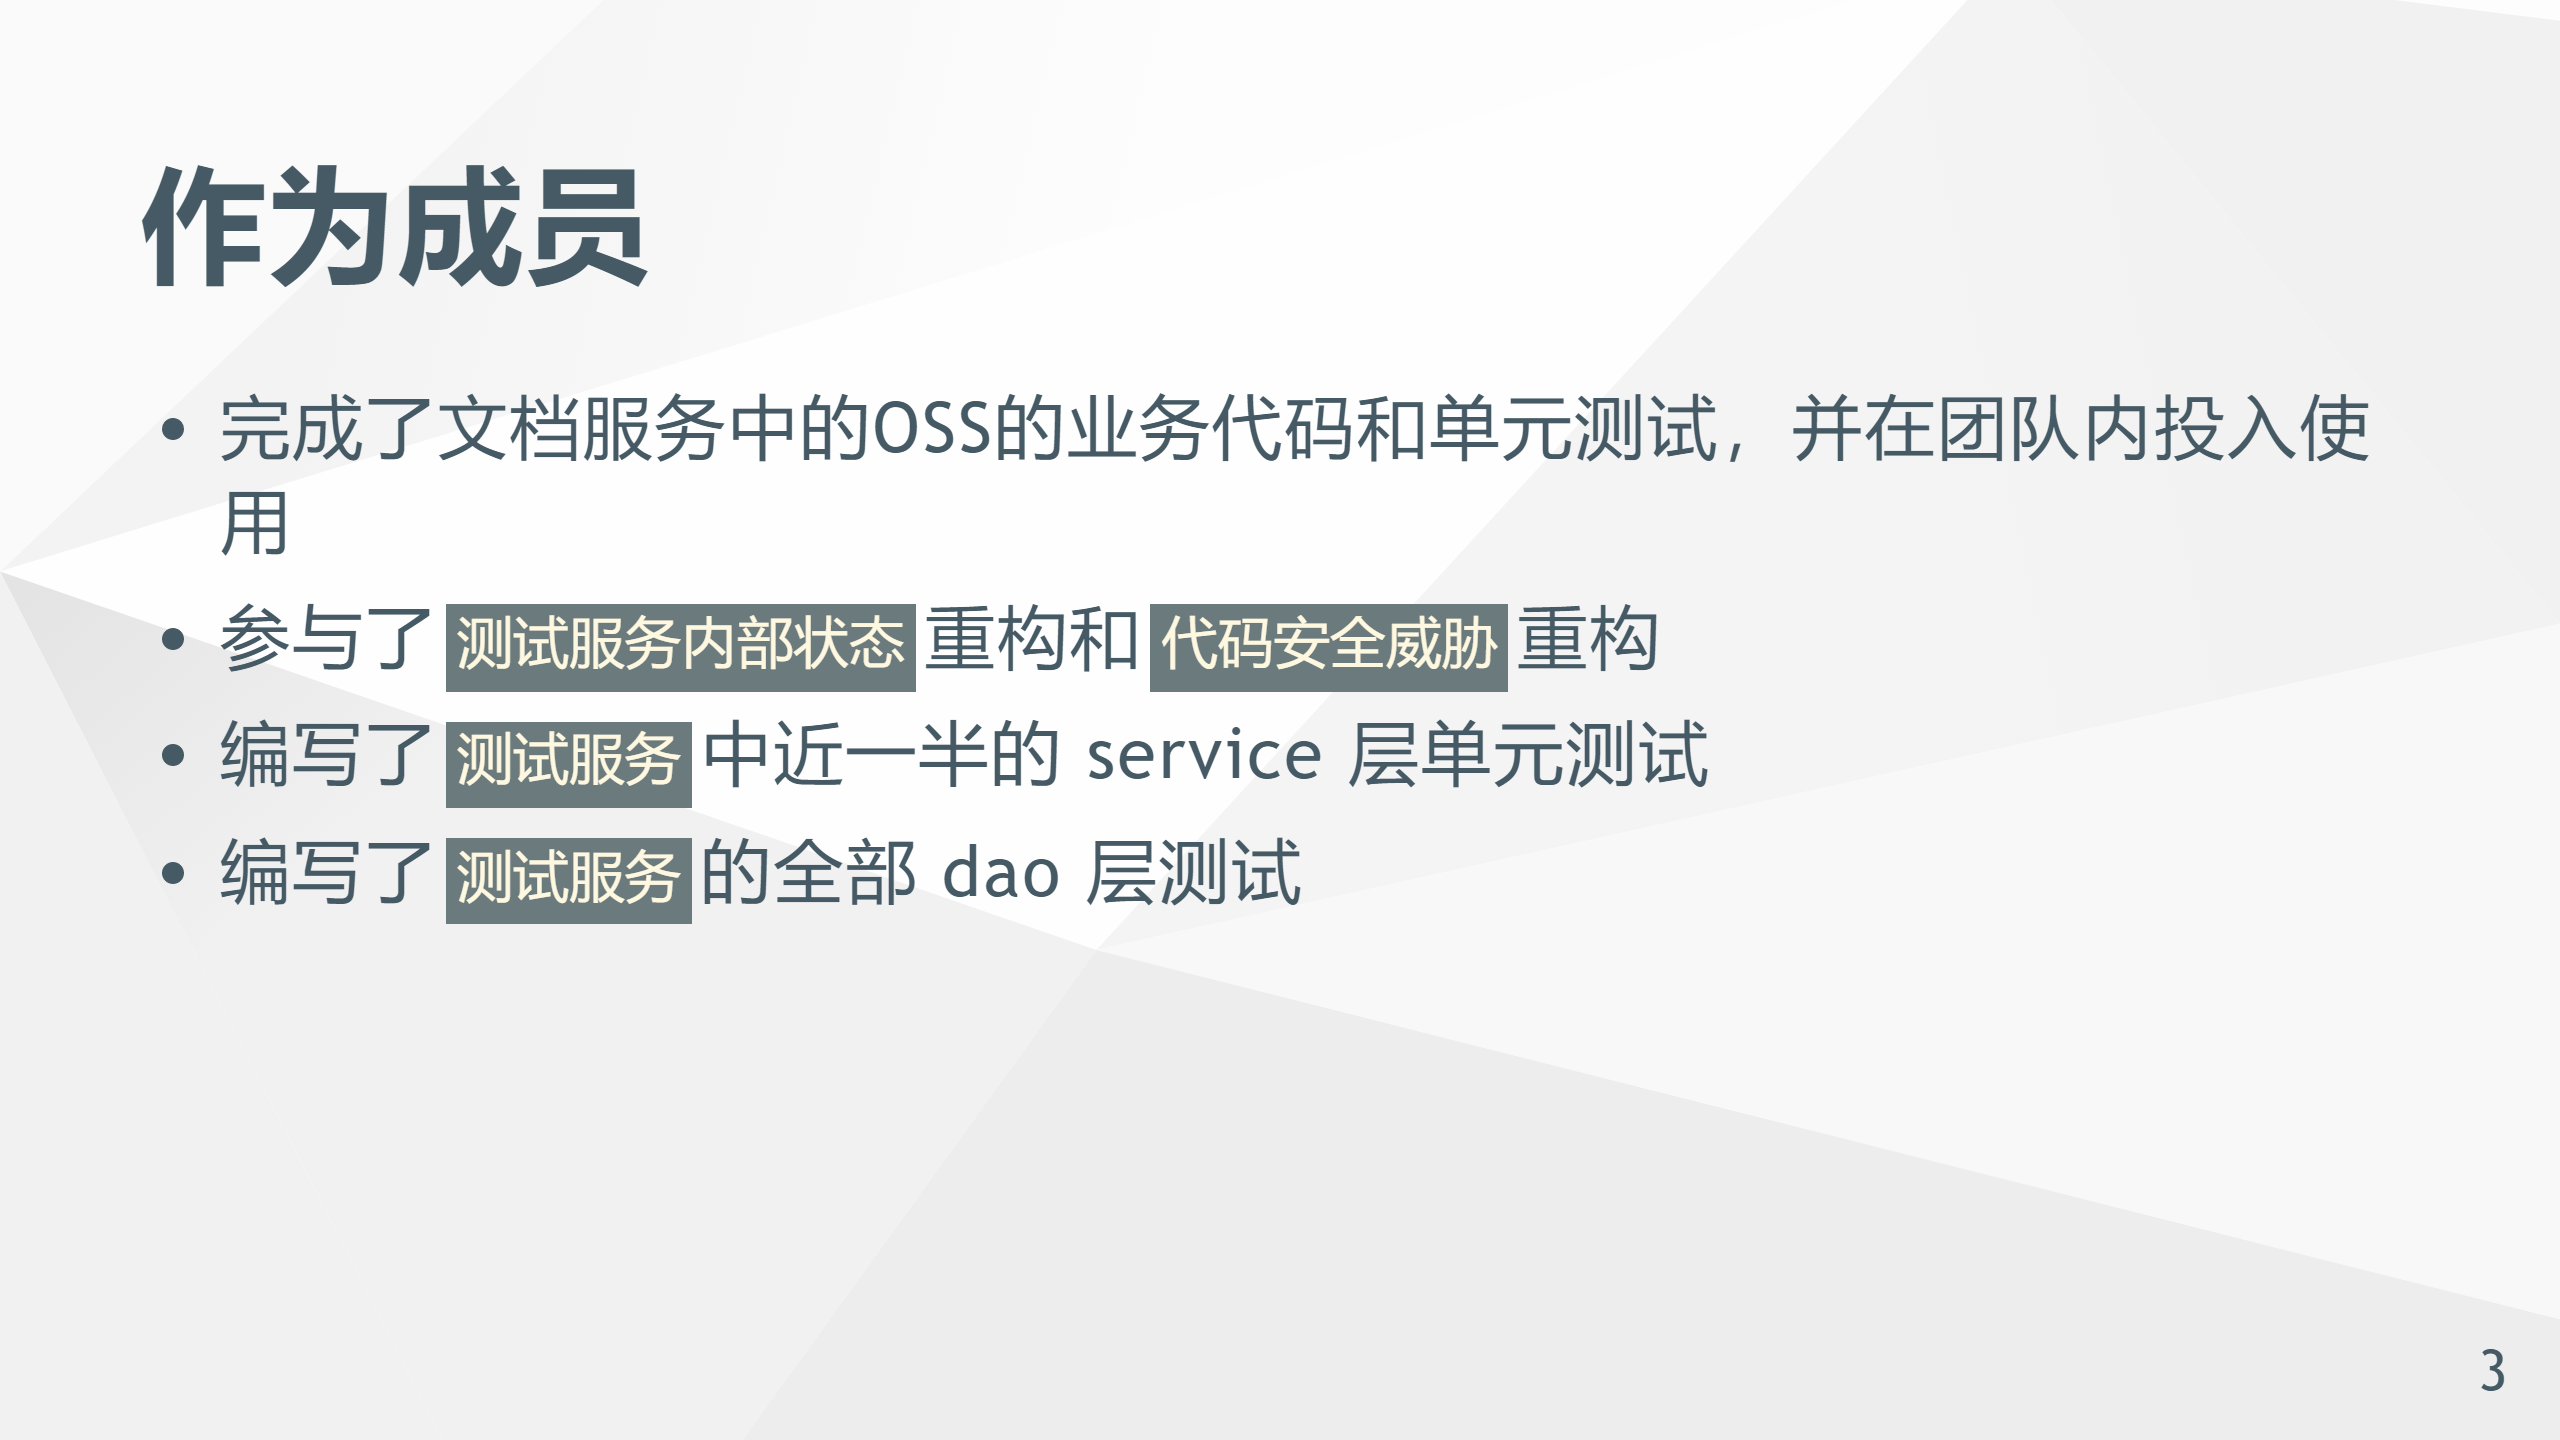 作为成员
• 完成了文档服务中的OSS的业务代码和单元测试，并在团队内投入使
用
• 参与了 测试服务内部状态 重构和 代码安全威胁 重构
• 编写了 测试服务 中近一半的 service 层单元测试
• 编写了 测试服务 的全部 dao 层测试
3